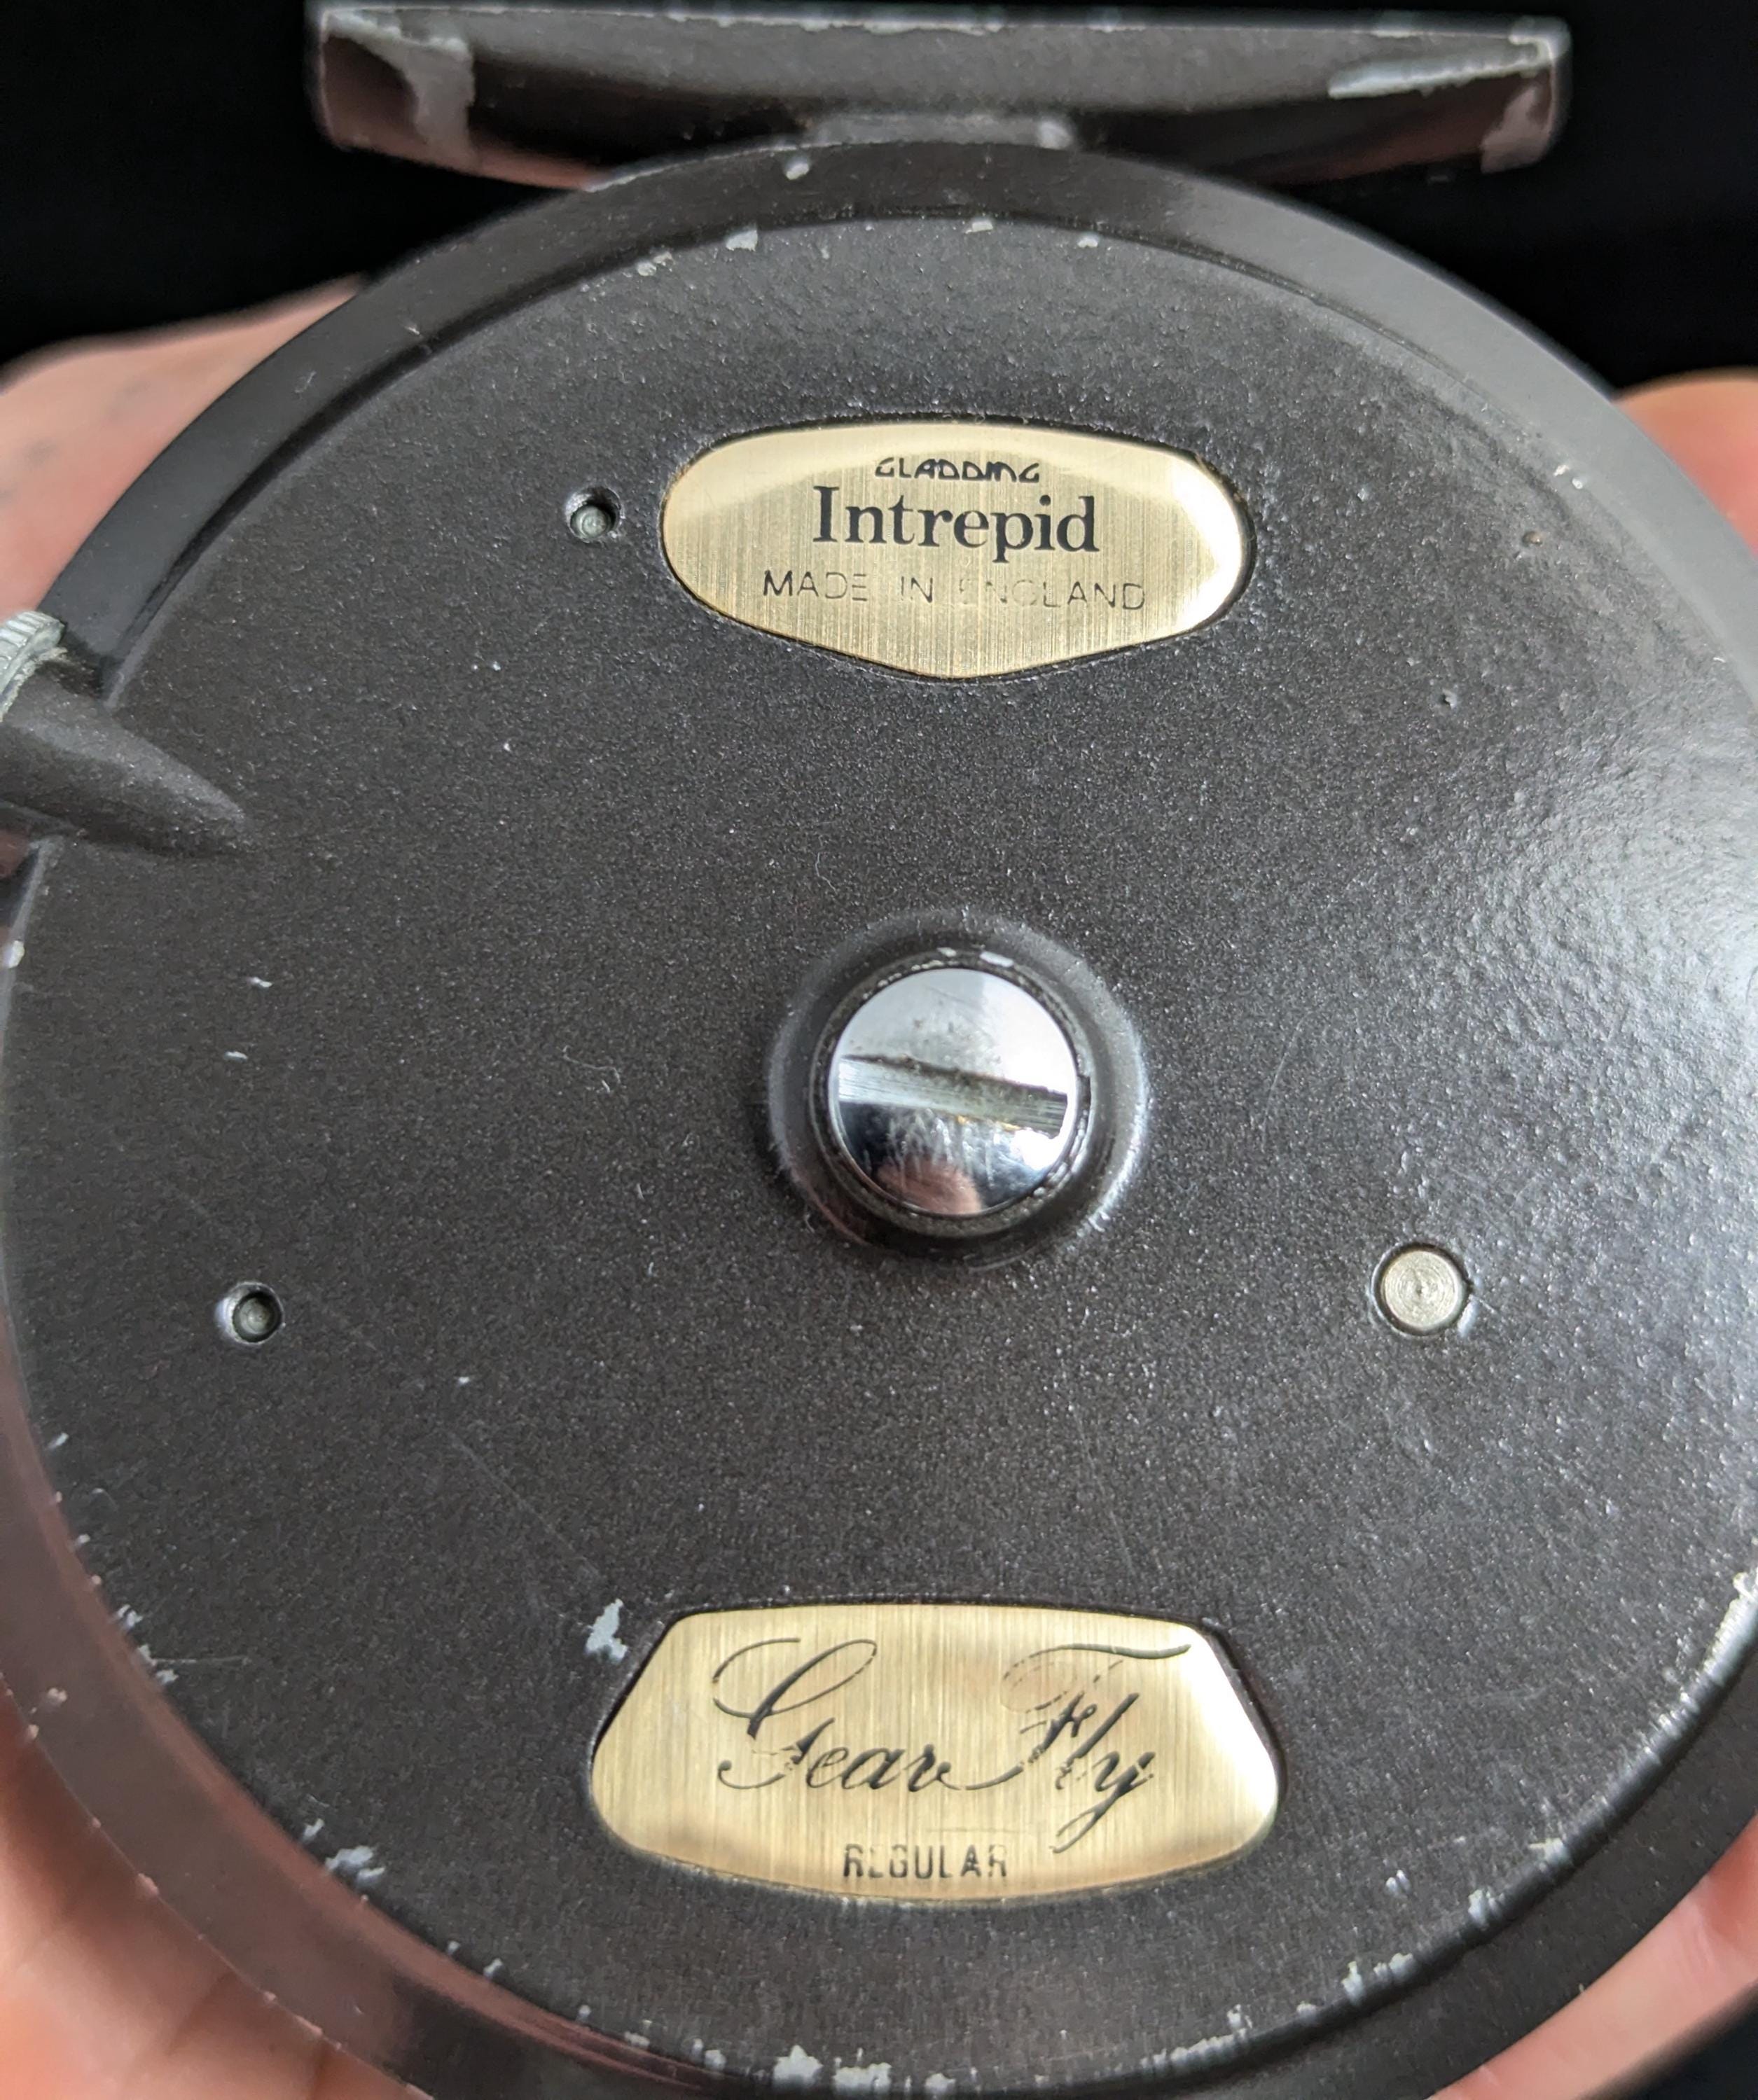 GLADDING
Intrepid
MADE IN ENGLAND
Gear Fly
REGULAR